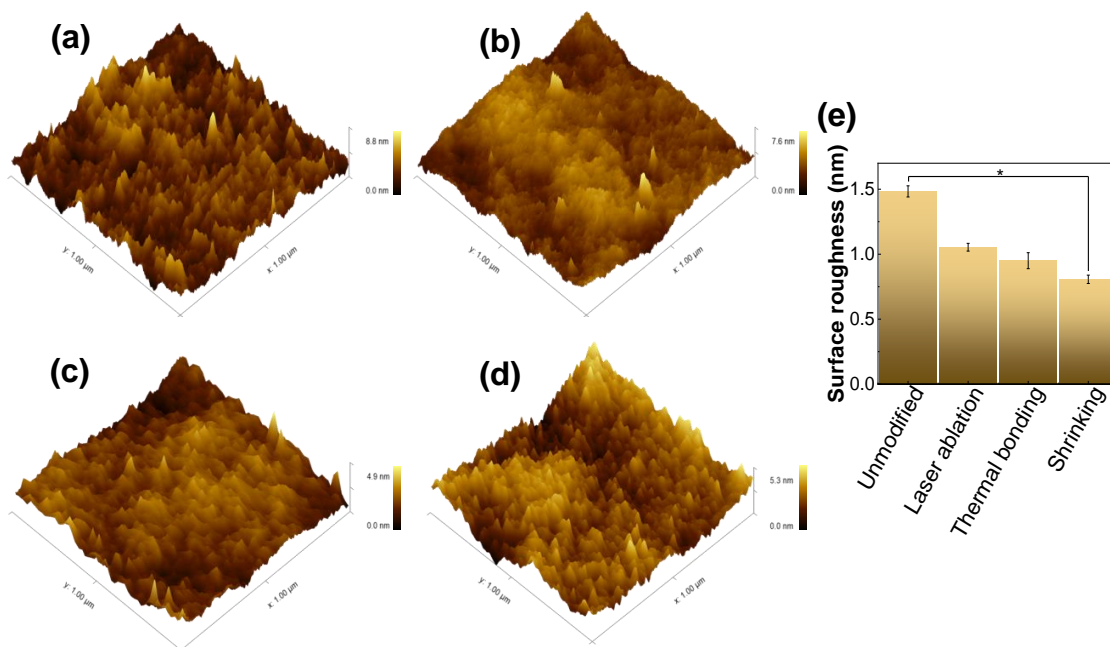 (a)
8.8 nm
0.0 nm
y: 1.00 µm
x: 1.00 µm
(b)
7.6 nm
0.0 nm
y: 1.00 µm
x: 1.00 µm
(c)
4.9 nm
0.0 nm
y: 1.00 µm
x: 1.00 µm
(d)
5.3 nm
0.0 nm
y: 1.00 µm
x: 1.00 µm
(e)
Surface roughness (nm)
1.5
1.0
0.5
0.0
*
Unmodified
Laser ablation
Thermal bonding
Shrinking